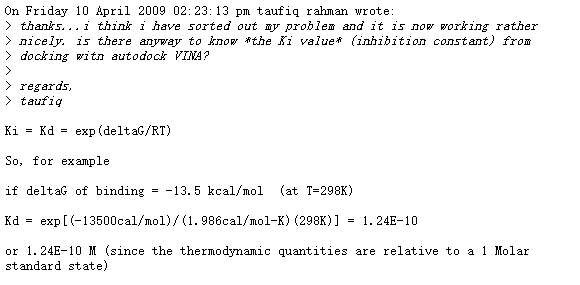 On Friday 10 April 2009 02:23:13 pm taufiq rahman wrote:
> thanks...i think i have sorted out my problem and it is now working rather
> nicely. is there anyway to know *the Ki value* (inhibition constant) from
> docking witn autodock VINA?
>
> regards,
> taufiq
Ki = Kd = exp(deltaG/RT)
So, for example
if deltaG of binding = -13.5 kcal/mol (at T=298K)
Kd = exp[(-13500cal/mol)/(1.986cal/mol-K)(298K)] = 1.24E-10
or 1.24E-10 M (since the thermodynamic quantities are relative to a 1 Molar
standard state)